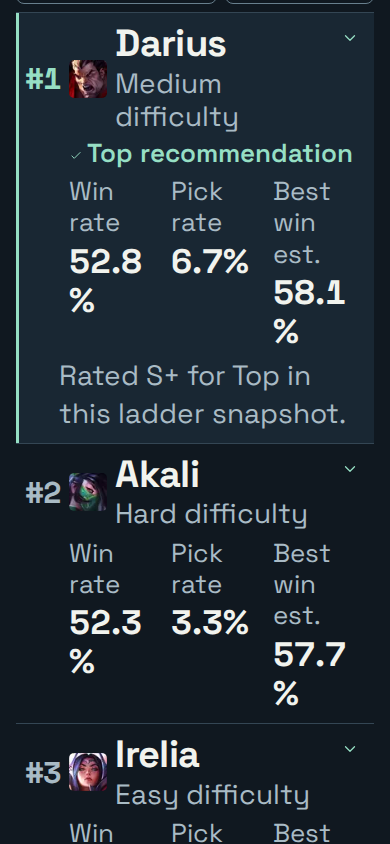 #1
Darius
Medium
difficulty
✓ Top recommendation
Win
rate
52.8
%
Pick
rate
6.7%
Best
win
est.
58.1
%
Rated S+ for Top in
this ladder snapshot.
#2
Akali
Hard difficulty
Win
rate
52.3
%
Pick
rate
3.3%
Best
win
est.
57.7
%
#3
Irelia
Easy difficulty
Win
Pick
Best